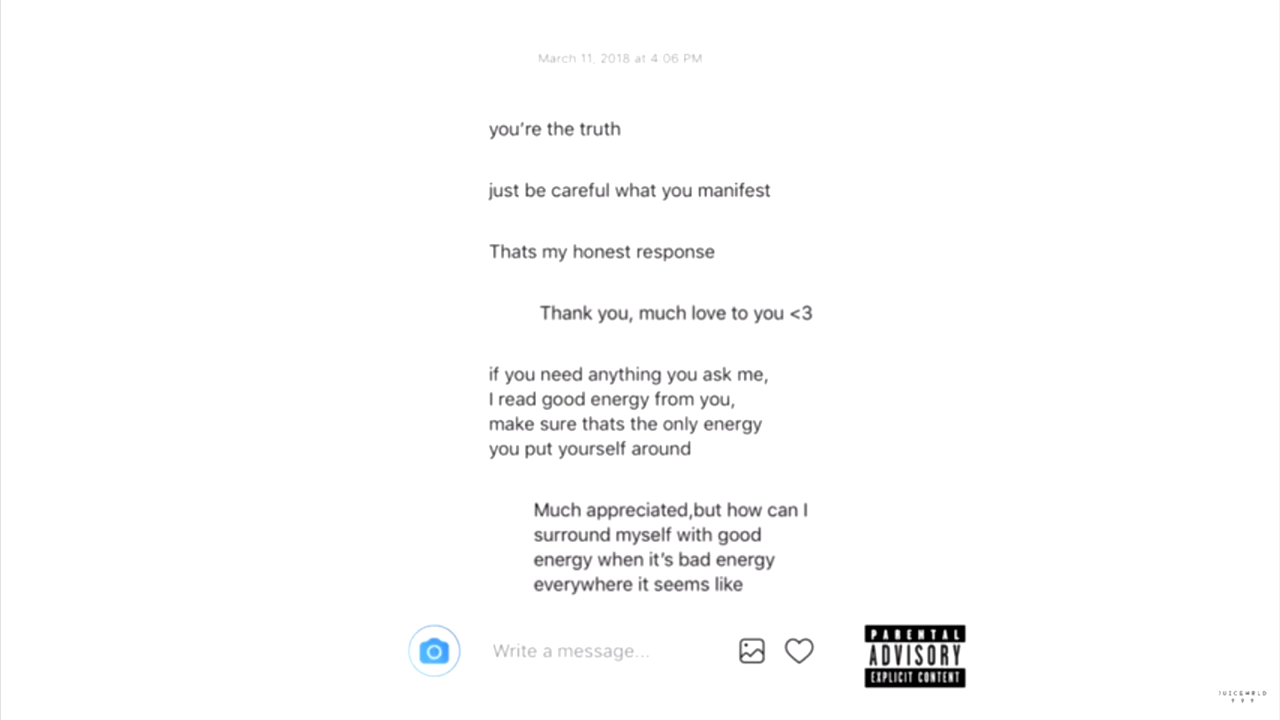 March 11, 2018 at 4:06 PM
you're the truth
just be careful what you manifest
Thats my honest response
Thank you, much love to you <3
if you need anything you ask me,
I read good energy from you,
make sure thats the only energy
you put yourself around
Much appreciated,but how can I
surround myself with good
energy when it's bad energy
everywhere it seems like
Write a message...
PARENTAL
ADVISORY
EXPLICIT CONTENT
JUICEWRLD